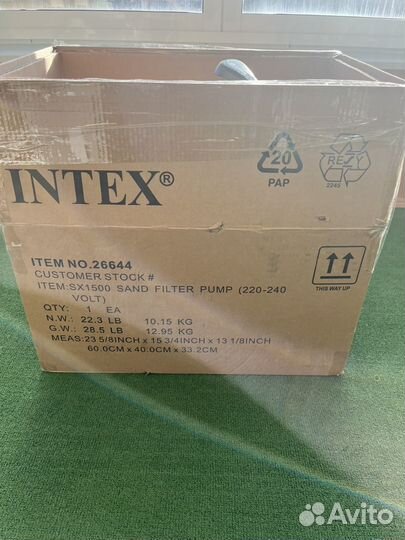 INTEX®
20
PAP
RESY
2245
ITEM NO.26644
CUSTOMER STOCK #
ITEM:SX1500 SAND FILTER PUMP (220-240
VOLT)
QTY: 1 EA
N.W.: 22.3 LB 10.15 KG
G.W.: 28.5 LB 12.95 KG
MEAS:23 5/8INCH x 15 3/4INCH x 13 1/8INCH
60.0CM x 40.0CM x 33.2CM
THIS WAY UP
Avito